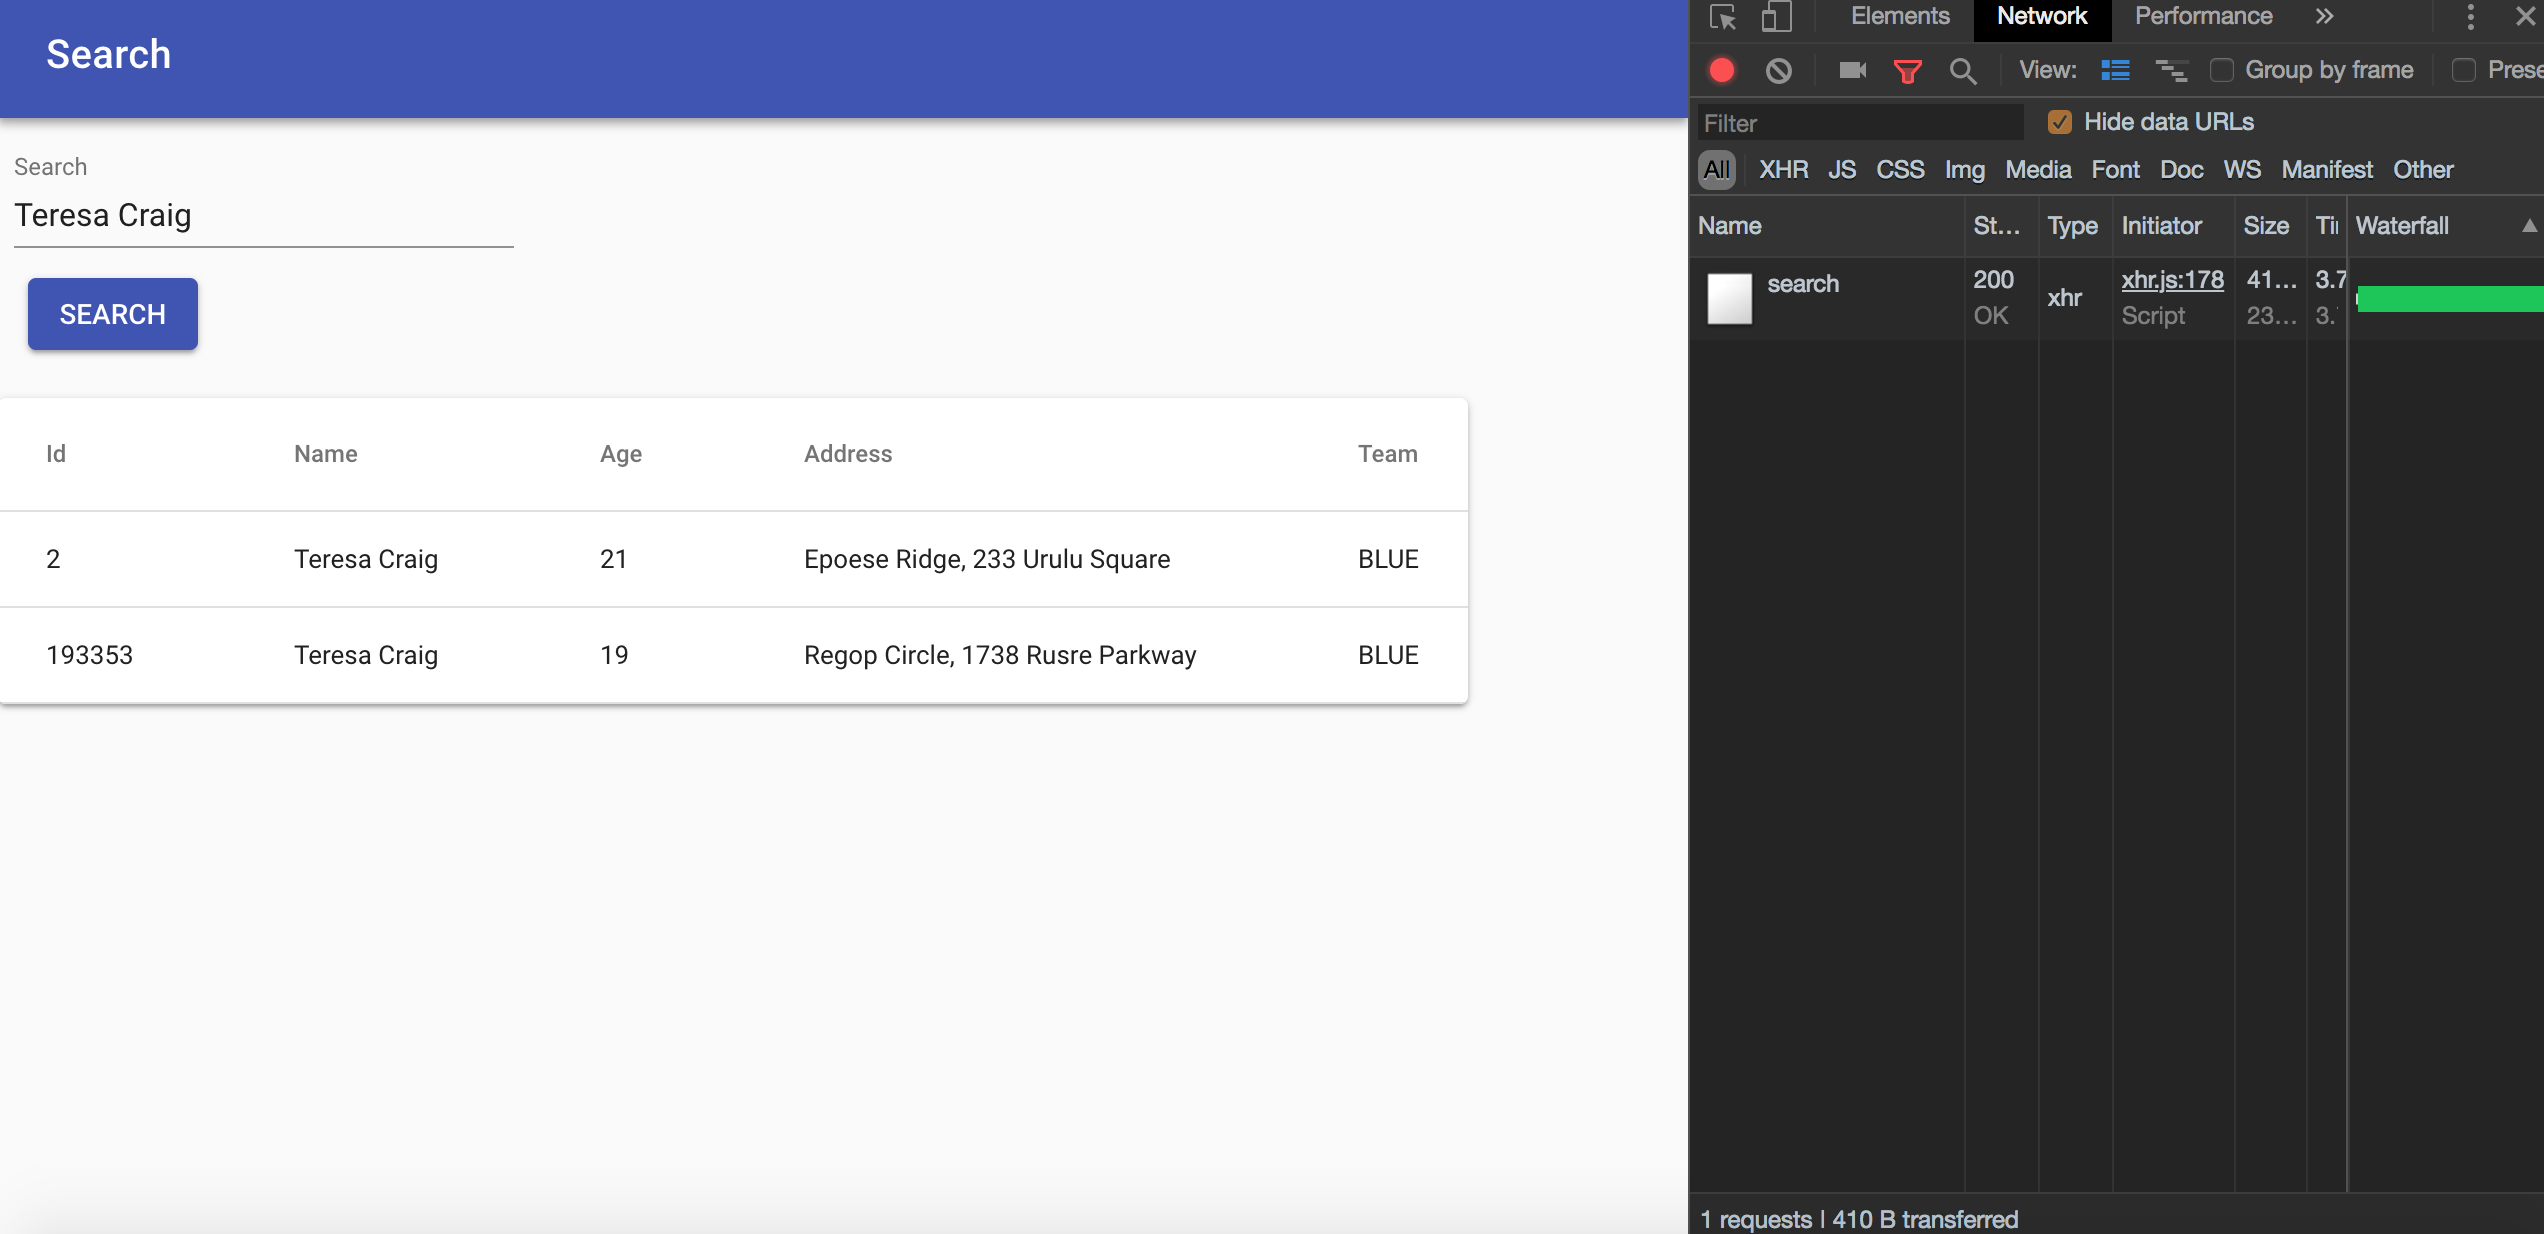 Search
Search
Teresa Craig
SEARCH
Id Name Age Address Team
2 Teresa Craig 21 Epoese Ridge, 233 Urulu Square BLUE
193353 Teresa Craig 19 Regop Circle, 1738 Rusre Parkway BLUE
Elements Network Performance »
View: Group by frame Prese
Filter Hide data URLs
All XHR JS CSS Img Media Font Doc WS Manifest Other
Name St... Type Initiator Size Ti Waterfall
search 200 xhr xhr.js:178 41... 3.7
OK Script 23... 3.
1 requests | 410 B transferred